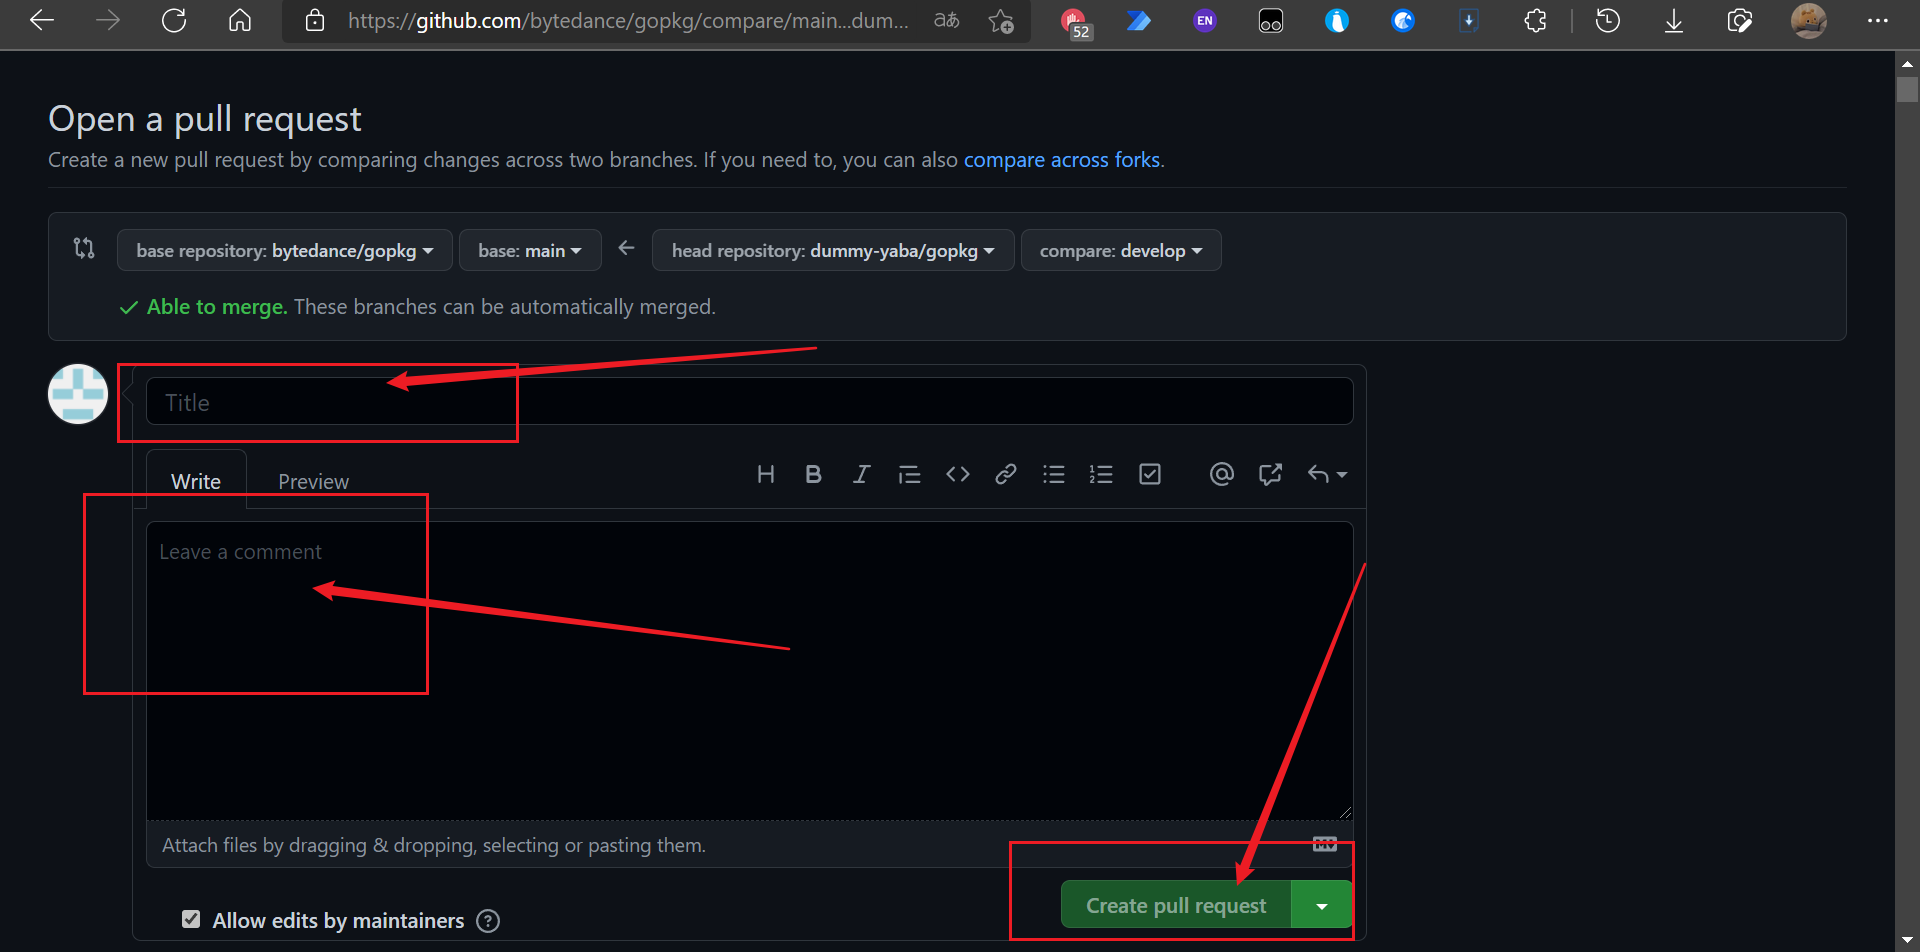 https://github.com/bytedance/gopkg/compare/main...dum... aあ
52
EN
Open a pull request
Create a new pull request by comparing changes across two branches. If you need to, you can also compare across forks.
base repository: bytedance/gopkg base: main head repository: dummy-yaba/gopkg compare: develop
Able to merge. These branches can be automatically merged.
Title
Write Preview
Leave a comment
Attach files by dragging & dropping, selecting or pasting them.
Create pull request
Allow edits by maintainers